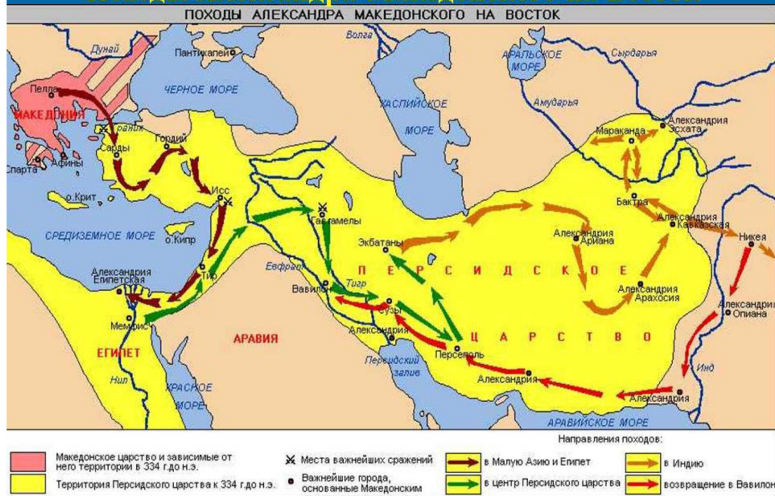 ПОХОДЫ АЛЕКСАНДРА МАКЕДОНСКОГО НА ВОСТОК
Дунай
Пантикапей
Волга
АРАЛЬСКОЕ
МОРЕ
Сырдарья
Пелла
ЧЕРНОЕ МОРЕ
КАСПИЙСКОЕ
МОРЕ
Амударья
МАКЕДОНИЯ
Граник
Гордий
Мараканда
Александрия
Эсхата
Сарды
Спарта
Афины
Бактра
о.Крит
Исс
Гавгамелы
Александрия
Кавказская
СРЕДИЗЕМНОЕ МОРЕ
о.Кипр
Экбатаны
Александрия
Ариана
Никея
Александрия
Египетская
Тир
Евфрат
Тигр
ПЕРСИДСКОЕ
Александрия
Арахосия
Вавилон
Мемфис
Сузы
Александрия
Опиана
АРАВИЯ
Александрия
ЦАРСТВО
ЕГИПЕТ
Персеполь
Персидский
залив
Александрия
Инд
Нил
КРАСНОЕ
МОРЕ
Александрия
АРАВИЙСКОЕ МОРЕ
Направления походов:
Македонское царство и зависимые от
него территории в 334 г.до н.э.
Места важнейших сражений
в Малую Азию и Египет
в Индию
Территория Персидского царства к 334 г.до н.э.
Важнейшие города,
основанные Македонским
в центр Персидского царства
возвращение в Вавилон